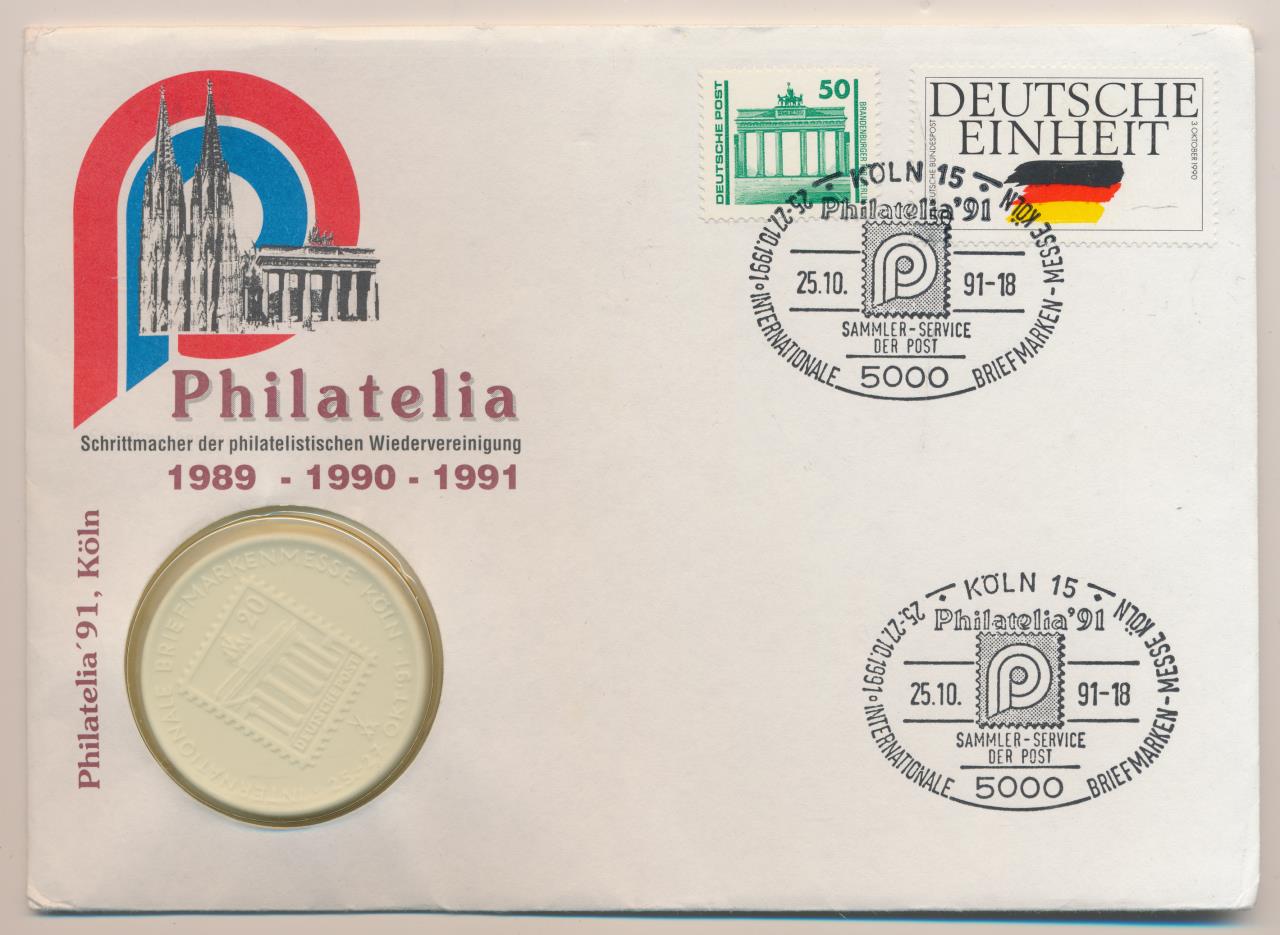 Philatelia
Schrittmacher der philatelistischen Wiedervereinigung
1989 - 1990 - 1991
Philatelia´91, Köln
INTERNATIONALE BRIEFMARKENMESSE KÖLN
25-27
20
DEUTSCHE POST
DEUTSCHE POST
50
BRANDENBURGER
DEUTSCHE
EINHEIT
DEUTSCHE BUNDESPOST
3. OKTOBER 1990
KÖLN 15
Philatelia'91
25.10. 91-18
SAMMLER-SERVICE
DER POST
5000
25.-27.10.1991 INTERNATIONALE BRIEFMARKEN-MESSE KÖLN
KÖLN 15
Philatelia'91
25.10. 91-18
SAMMLER-SERVICE
DER POST
5000
25.-27.10.1991 INTERNATIONALE BRIEFMARKEN-MESSE KÖLN